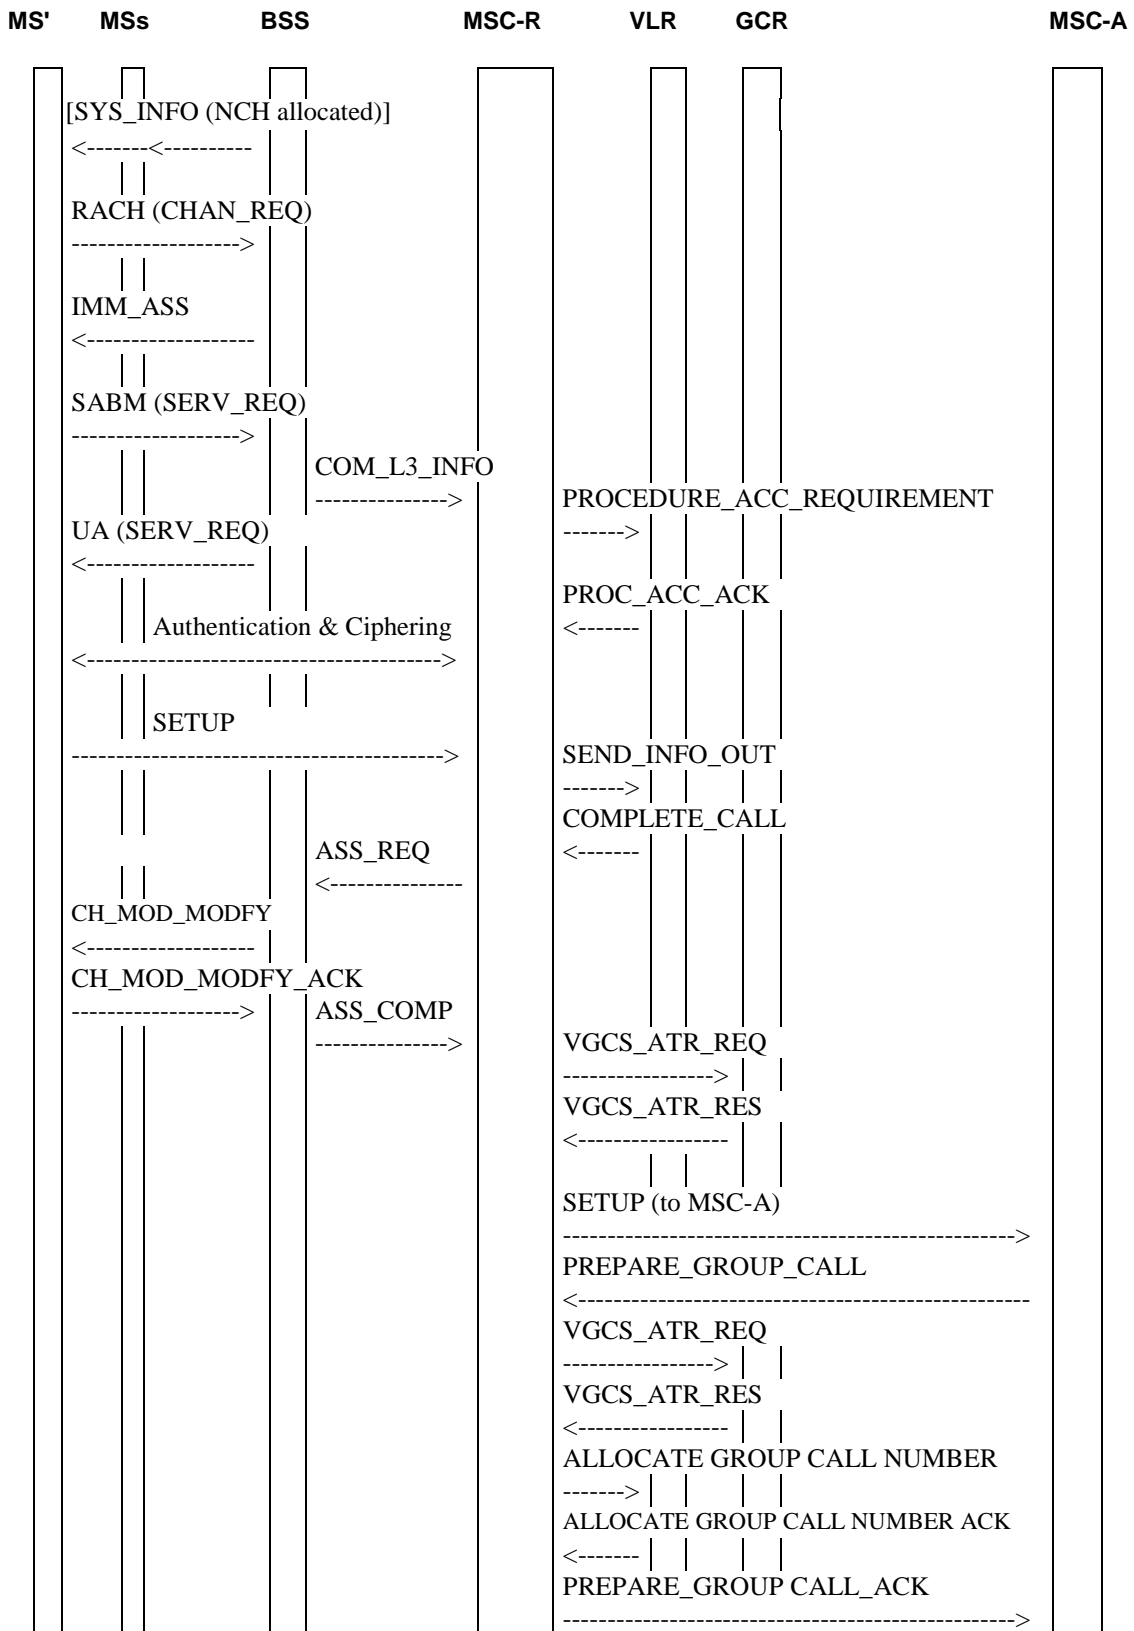 MS' MSs BSS MSC-R VLR GCR MSC-A
[SYS_INFO (NCH allocated)]
<-------<----------
RACH (CHAN_REQ)
------------------->
IMM_ASS
<-------------------
SABM (SERV_REQ)
------------------->
COM_L3_INFO
---------------> PROCEDURE_ACC_REQUIREMENT
UA (SERV_REQ) ------->
<-------------------
PROC_ACC_ACK
Authentication & Ciphering <-------
<---------------------------------------->
SETUP
------------------------------------------> SEND_INFO_OUT
------->
COMPLETE_CALL
ASS_REQ <-------
<---------------
CH_MOD_MODFY
<-------------------
CH_MOD_MODFY_ACK
-------------------> ASS_COMP
---------------> VGCS_ATR_REQ
----------------->
VGCS_ATR_RES
<-----------------
SETUP (to MSC-A)
--------------------------------------------------->
PREPARE_GROUP_CALL
<---------------------------------------------------
VGCS_ATR_REQ
----------------->
VGCS_ATR_RES
<-----------------
ALLOCATE GROUP CALL NUMBER
------->
ALLOCATE GROUP CALL NUMBER ACK
<-------
PREPARE_GROUP CALL_ACK
--------------------------------------------------->